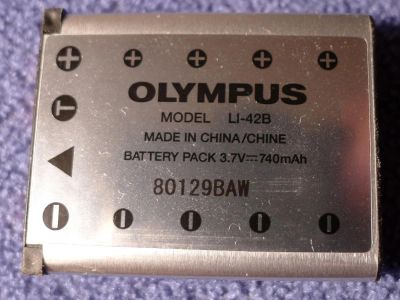 OLYMPUS
MODEL LI-42B
MADE IN CHINA/CHINE
BATTERY PACK 3.7V⎓740mAh
80129BAW
T